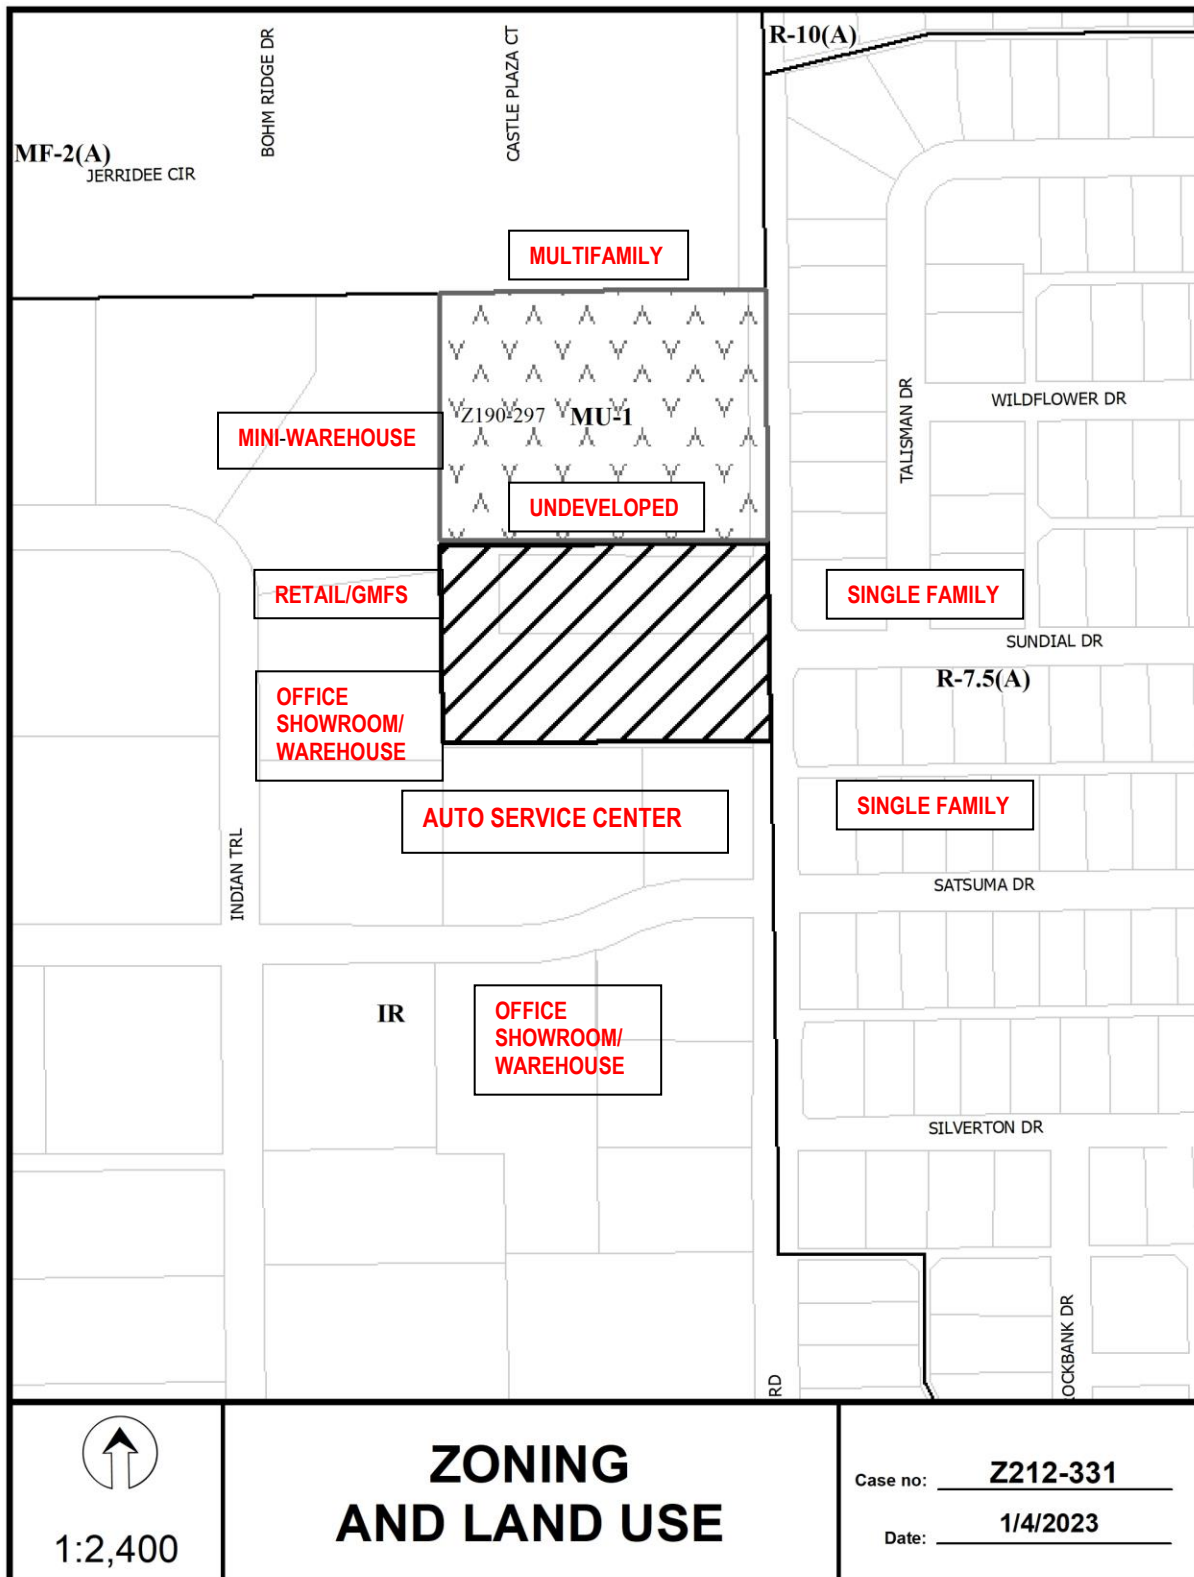 R-10(A)
BOHM RIDGE DR
CASTLE PLAZA CT
MF-2(A)
JERRIDEE CIR
MULTIFAMILY
TALISMAN DR
WILDFLOWER DR
Z190-297
MU-1
MINI-WAREHOUSE
UNDEVELOPED
RETAIL/GMFS
SINGLE FAMILY
SUNDIAL DR
R-7.5(A)
OFFICE
SHOWROOM/
WAREHOUSE
AUTO SERVICE CENTER
SINGLE FAMILY
INDIAN TRL
SATSUMA DR
IR
OFFICE
SHOWROOM/
WAREHOUSE
SILVERTON DR
RD
OCKBANK DR
1:2,400
ZONING
AND LAND USE
Case no: Z212-331
Date: 1/4/2023